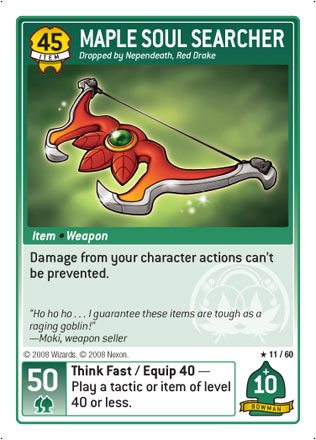 45
ITEM
MAPLE SOUL SEARCHER
Dropped by Nependeath, Red Drake
Item • Weapon
Damage from your character actions can't
be prevented.
"Ho ho ho . . . I guarantee these items are tough as a
raging goblin!"
—Moki, weapon seller
© 2008 Wizards. © 2008 Nexon.
★ 11 / 60
50
Think Fast / Equip 40 —
Play a tactic or item of level
40 or less.
+
10
BOWMAN